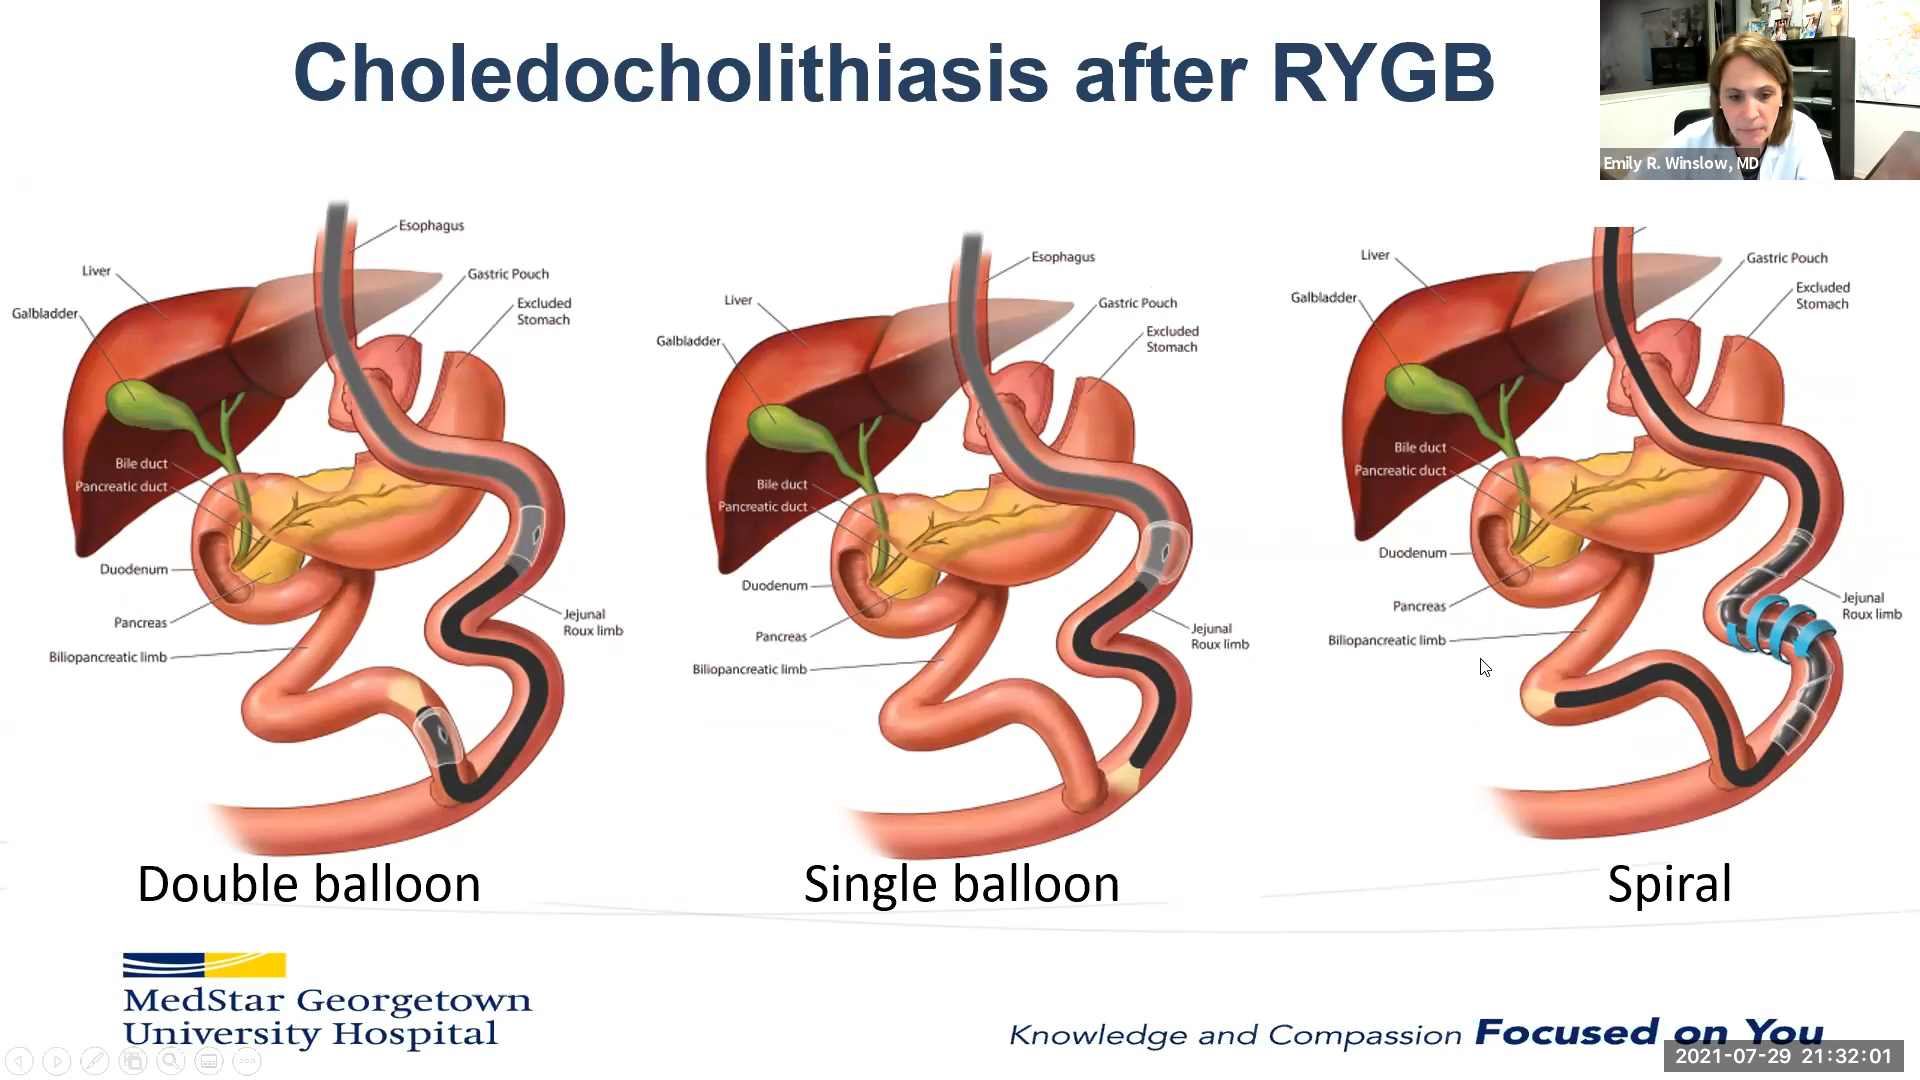 Choledocholithiasis after RYGB
Emily R. Winslow, MD
Esophagus
Liver
Gastric Pouch
Galbladder
Excluded
Stomach
Bile duct
Pancreatic duct
Duodenum
Jejunal
Roux limb
Pancreas
Biliopancreatic limb
Double balloon
Esophagus
Liver
Gastric Pouch
Galbladder
Excluded
Stomach
Bile duct
Pancreatic duct
Duodenum
Pancreas
Jejunal
Roux limb
Biliopancreatic limb
Single balloon
Liver
Gastric Pouch
Galbladder
Excluded
Stomach
Bile duct
Pancreatic duct
Duodenum
Jejunal
Roux limb
Pancreas
Biliopancreatic limb
Spiral
MedStar Georgetown
University Hospital
Knowledge and Compassion Focused on You
2021-07-29 21:32:01